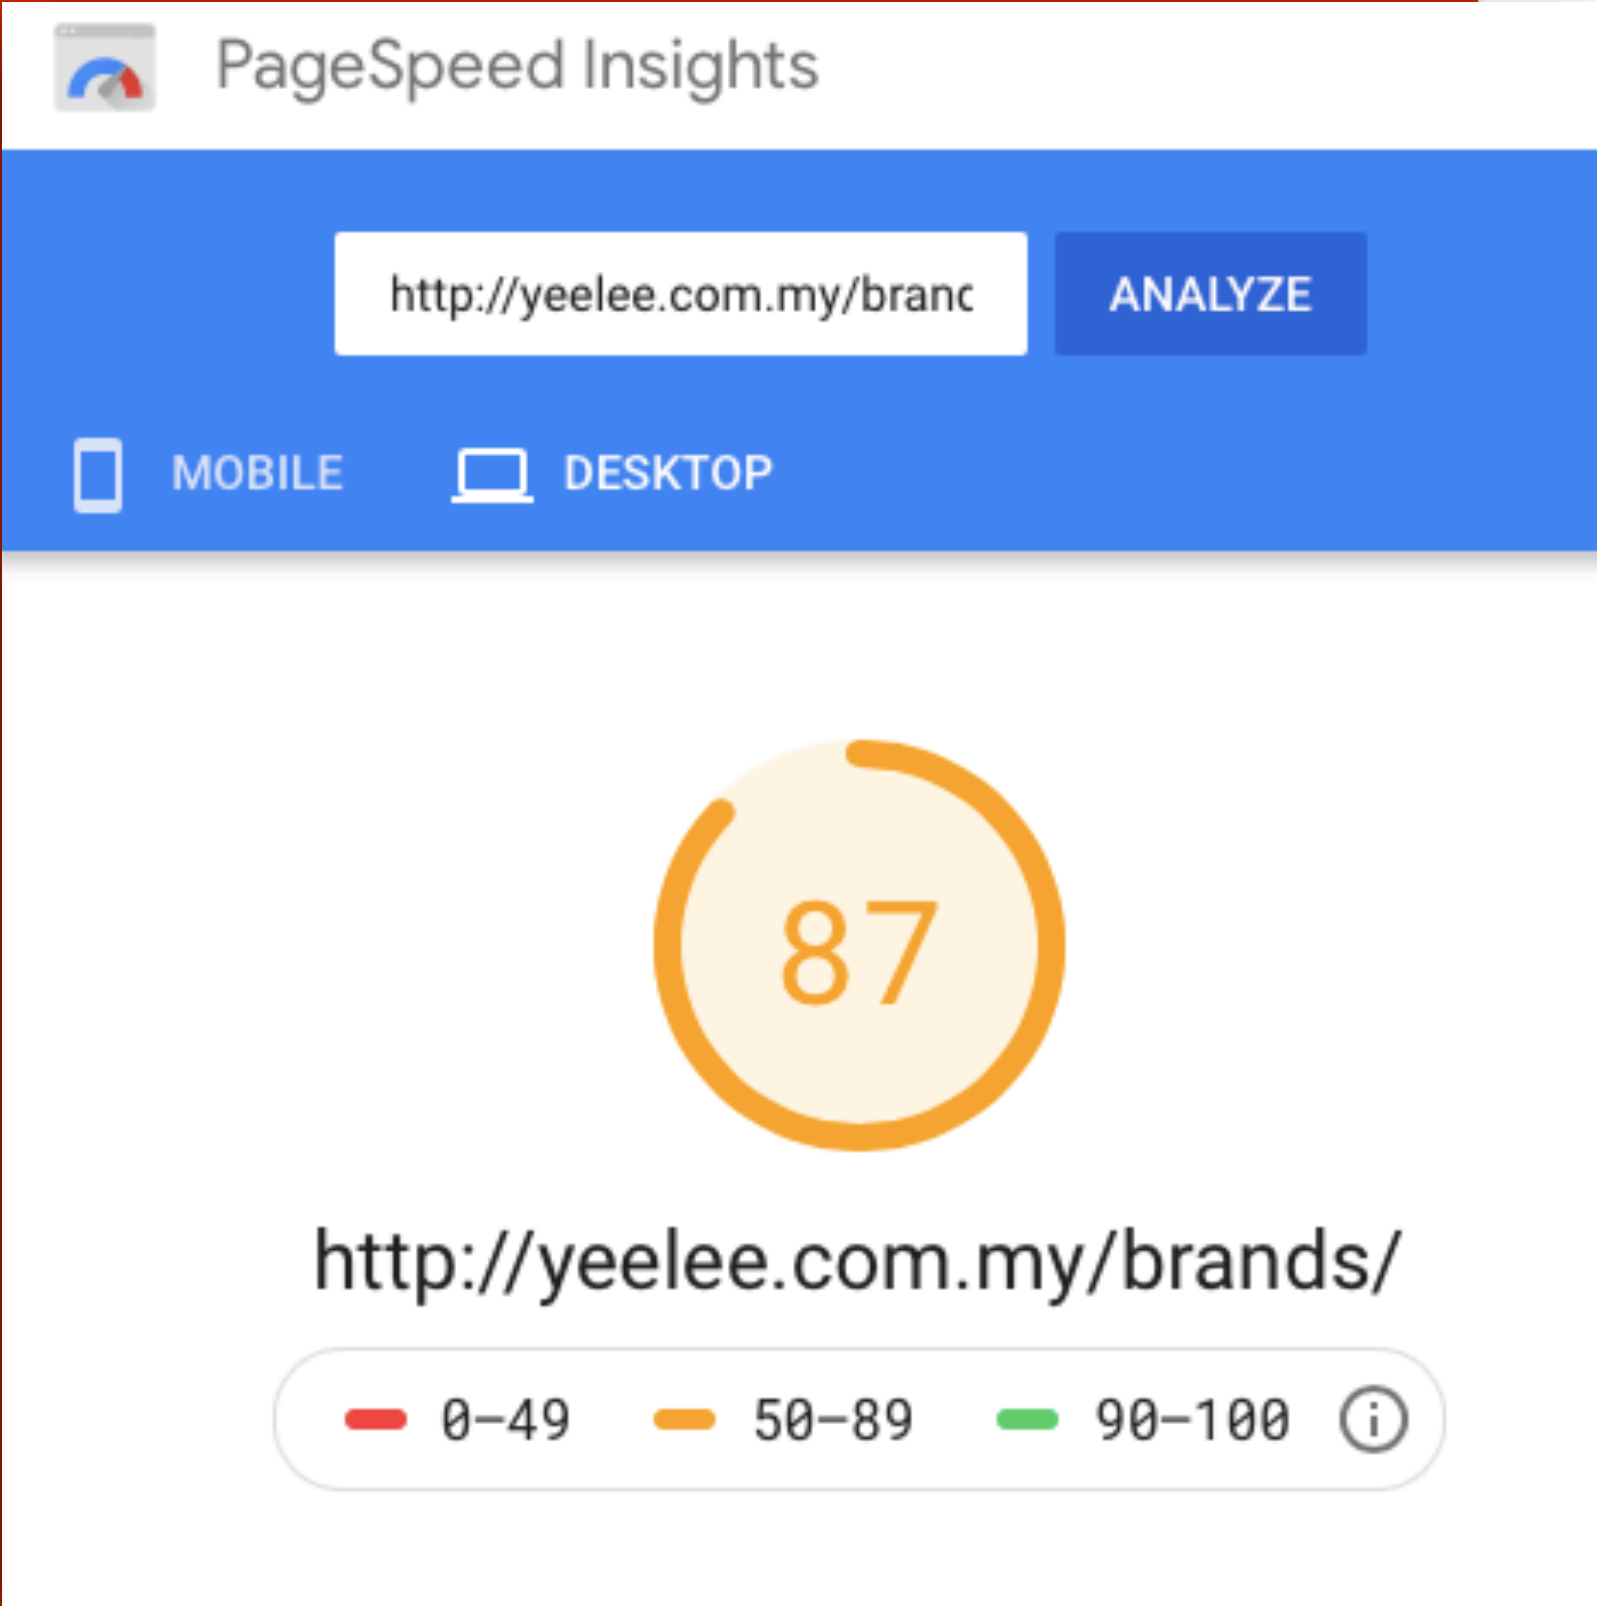 PageSpeed Insights
http://yeelee.com.my/branc
ANALYZE
MOBILE DESKTOP
87
http://yeelee.com.my/brands/
0–49 50–89 90–100